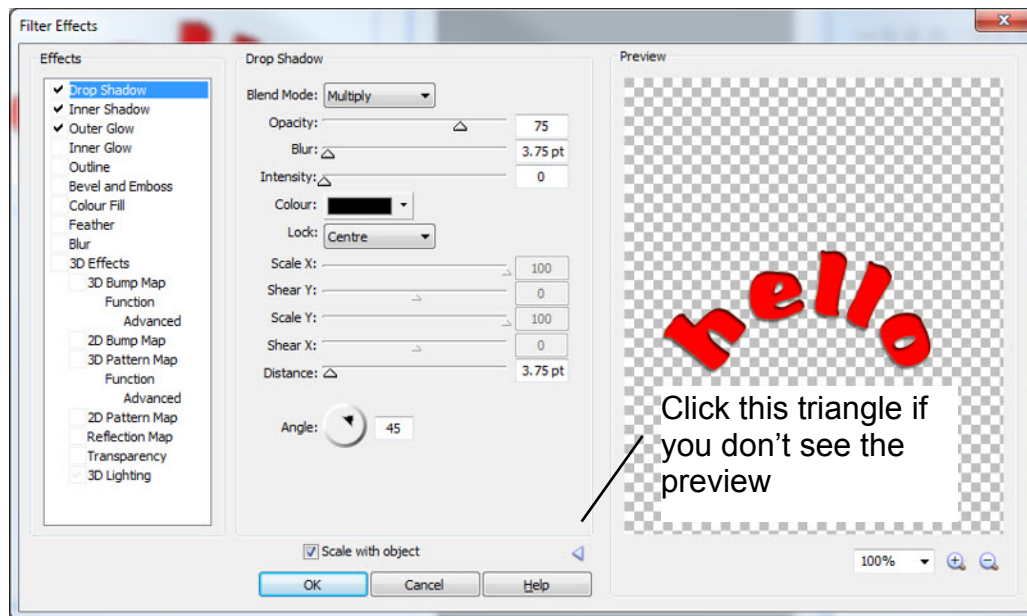 Filter Effects
Effects
Drop Shadow
Inner Shadow
Outer Glow
Inner Glow
Outline
Bevel and Emboss
Colour Fill
Feather
Blur
3D Effects
3D Bump Map
Function
Advanced
2D Bump Map
3D Pattern Map
Function
Advanced
2D Pattern Map
Reflection Map
Transparency
3D Lighting
Drop Shadow
Blend Mode: Multiply
Opacity: 75
Blur: 3.75 pt
Intensity: 0
Colour:
Lock: Centre
Scale X: 100
Shear Y: 0
Scale Y: 100
Shear X: 0
Distance: 3.75 pt
Angle: 45
Scale with object
OK Cancel Help
Preview
hello
Click this triangle if
you don’t see the
preview
100%